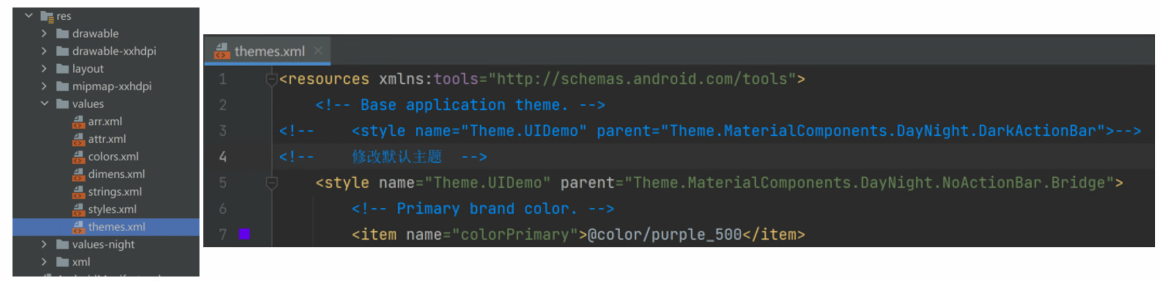 res
drawable
drawable-xxhdpi
layout
mipmap-xxhdpi
values
arr.xml
attr.xml
colors.xml
dimens.xml
strings.xml
styles.xml
themes.xml
values-night
xml
themes.xml
1 <resources xmlns:tools="http://schemas.android.com/tools">
2 <!-- Base application theme. -->
3 <!-- <style name="Theme.UIDemo" parent="Theme.MaterialComponents.DayNight.DarkActionBar">-->
4 <!-- 修改默认主题 -->
5 <style name="Theme.UIDemo" parent="Theme.MaterialComponents.DayNight.NoActionBar.Bridge">
6 <!-- Primary brand color. -->
7 <item name="colorPrimary">@color/purple_500</item>